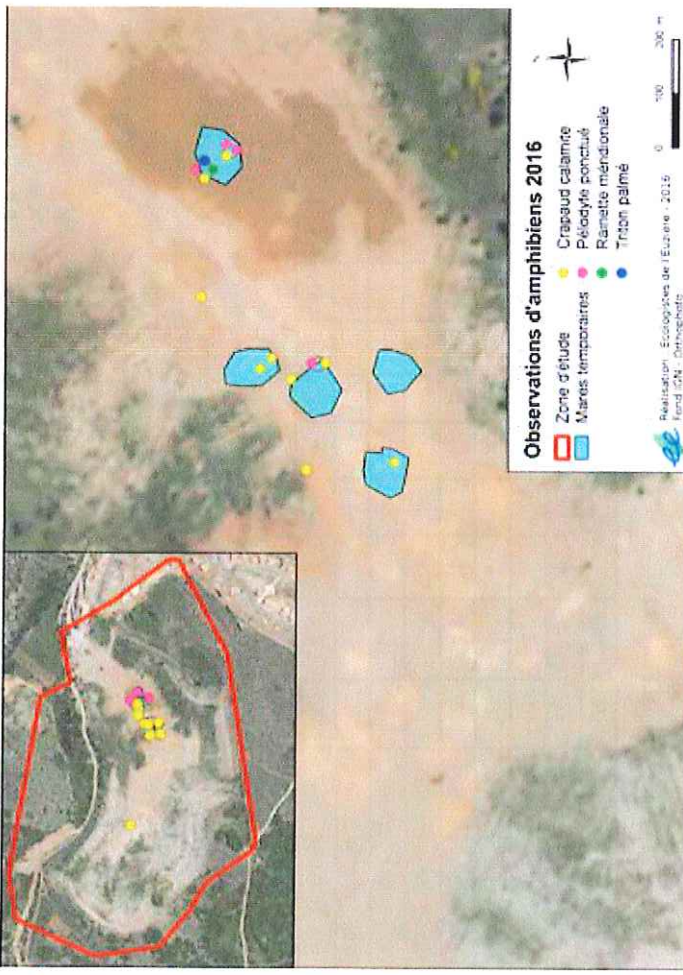 Observations d'amphibiens 2016
Zone d'étude
Mares temporaires
Crapaud calamite
Pélodyte ponctué
Rainette méridionale
Triton palmé
0 100 200 m
Réalisation : Ecologistes de l'Euzière - 2016
Fond IGN - Orthophoto